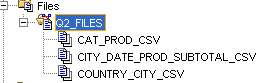 Files
Q2_FILES
CAT_PROD_CSV
CITY_DATE_PROD_SUBTOTAL_CSV
COUNTRY_CITY_CSV